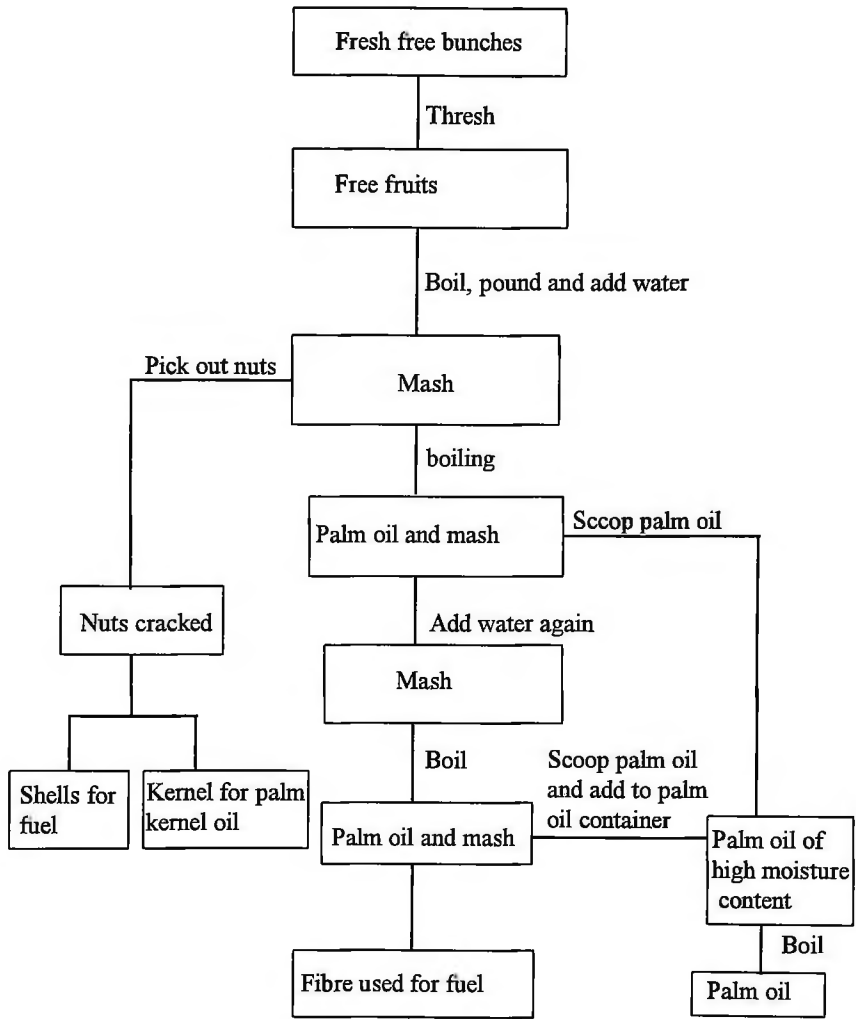 Fresh free bunches
Thresh
Free fruits
Boil, pound and add water
Pick out nuts
Mash
boiling
Palm oil and mash
Sccop palm oil
Nuts cracked
Add water again
Mash
Boil
Scoop palm oil
and add to palm
oil container
Shells for
fuel
Kernel for palm
kernel oil
Palm oil and mash
Palm oil of
high moisture
content
Boil
Fibre used for fuel
Palm oil